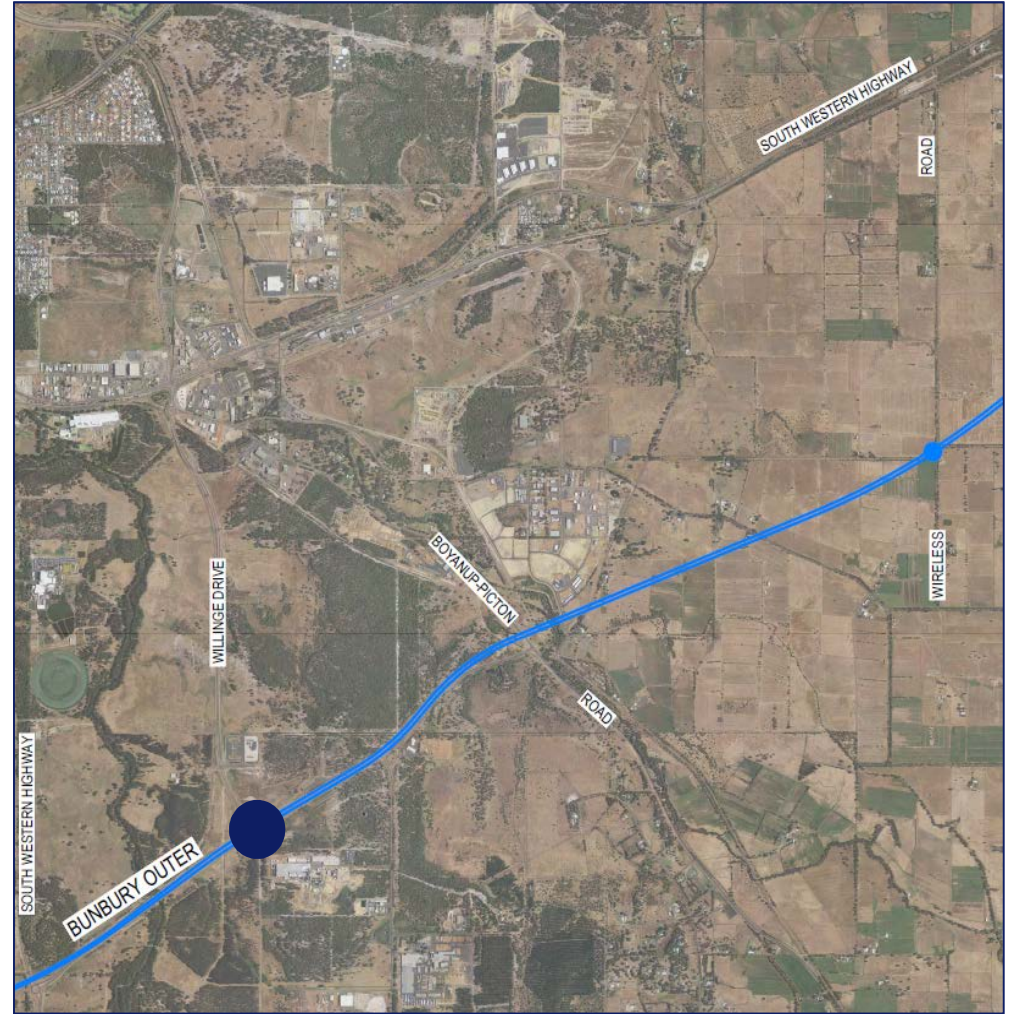 SOUTH WESTERN HIGHWAY
ROAD
BOYANUP-PICTON
WIRELESS
WILLINGE DRIVE
ROAD
SOUTH WESTERN HIGHWAY
BUNBURY OUTER